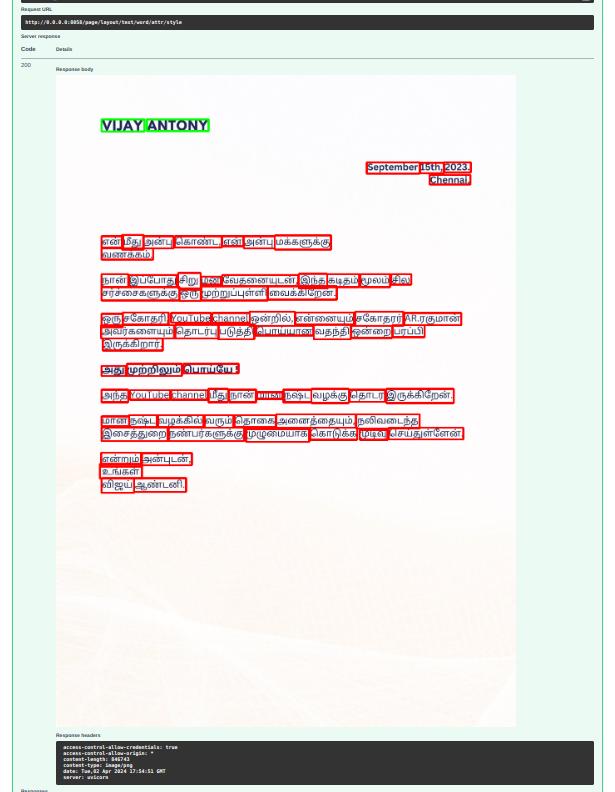 Request URL
http://0.0.0.0:8058/page/layout/text/word/attr/style
Server response
Code Details
200
Response body
VIJAY ANTONY
September 15th, 2023.
Chennai.
என் மீது அன்பு கொண்ட, என் அன்பு மக்களுக்கு
வணக்கம்.
நான் இப்போது சிறு மன வேதனையுடன், இந்த கடிதம் மூலம் சில
சர்ச்சைகளுக்கு ஒரு முற்றுப்புள்ளி வைக்கிறேன்.
ஒரு சகோதரி YouTube channel ஒன்றில், என்னையும் சகோதரர் AR.ரகுமான்
அவர்களையும் தொடர்பு படுத்தி பொய்யான வதந்தி ஒன்றை பரப்பி
இருக்கிறார்.
அது முற்றிலும் பொய்யே !
அந்த YouTube channel மீது நான் மான நஷ்ட வழக்கு தொடர இருக்கிறேன்.
மான நஷ்ட வழக்கில் வரும் தொகை அனைத்தையும், நலிவடைந்த
இசைத்துறை நண்பர்களுக்கு முழுமையாக கொடுக்க முடிவு செய்துள்ளேன்.
என்றும் அன்புடன்,
உங்கள்
விஜய் ஆண்டனி.
Response headers
access-control-allow-credentials: true
access-control-allow-origin: *
content-length: 846743
content-type: image/png
date: Tue,02 Apr 2024 17:54:51 GMT
server: uvicorn
Responses